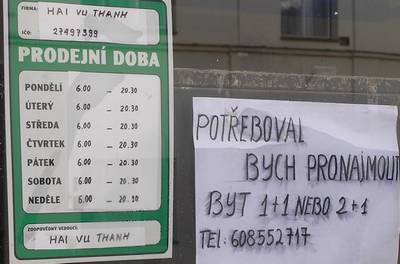 FIRMA: HAI VU THANH
IČO: 27497399
PRODEJNÍ DOBA
PONDĚLÍ 6.00 – 20.30
ÚTERÝ 6.00 – 20.30
STŘEDA 6.00 – 20.30
ČTVRTEK 6.00 – 20.30
PÁTEK 6.00 – 20.30
SOBOTA 6.00 – 20.30
NEDĚLE 6.00 – 20.30
ZODPOVĚDNÝ VEDOUCÍ:
HAI VU THANH
POTŘEBOVAL
BYCH PRONAJMOUT
BYT 1+1 NEBO 2+1
TEL: 608552717